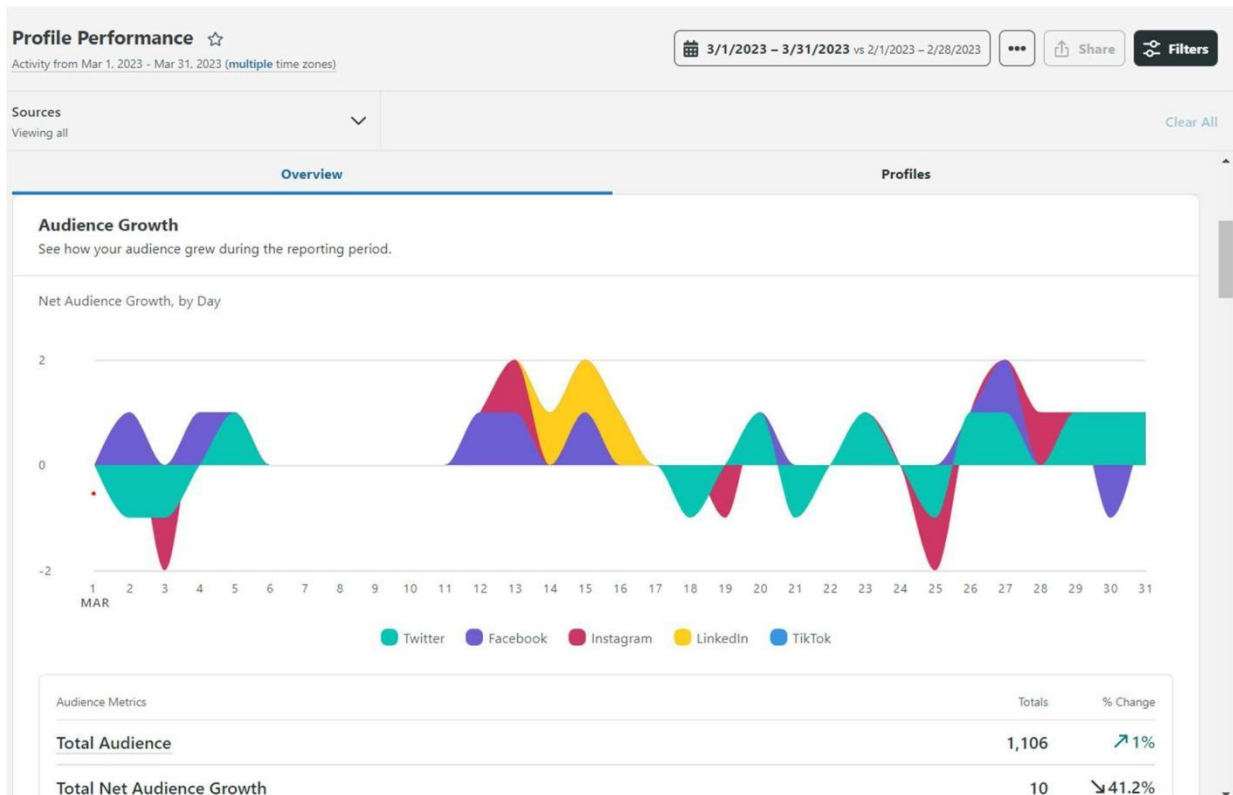 Profile Performance
Activity from Mar 1, 2023 - Mar 31, 2023 (multiple time zones)
3/1/2023 – 3/31/2023 vs 2/1/2023 – 2/28/2023
Share
Filters
Sources
Viewing all
Clear All
Overview
Profiles
Audience Growth
See how your audience grew during the reporting period.
Net Audience Growth, by Day
2
0
-2
1 2 3 4 5 6 7 8 9 10 11 12 13 14 15 16 17 18 19 20 21 22 23 24 25 26 27 28 29 30 31
MAR
Twitter Facebook Instagram LinkedIn TikTok
Audience Metrics Totals % Change
Total Audience 1,106 1%
Total Net Audience Growth 10 41.2%